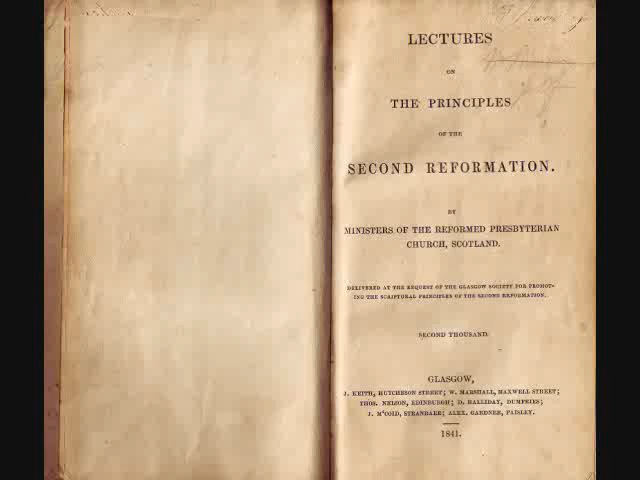 LECTURES
ON
THE PRINCIPLES
OF THE
SECOND REFORMATION.
BY
MINISTERS OF THE REFORMED PRESBYTERIAN
CHURCH, SCOTLAND.
DELIVERED AT THE REQUEST OF THE GLASGOW SOCIETY FOR PROMOT-
ING THE SCRIPTURAL PRINCIPLES OF THE SECOND REFORMATION.
SECOND THOUSAND.
GLASGOW,
J. KEITH, HUTCHESON STREET; W. MARSHALL, MAXWELL STREET;
THOS. NELSON, EDINBURGH; D. HALLIDAY, DUMFRIES;
J. M'COID, STRANRAER; ALEX. GARDNER, PAISLEY.
1841.